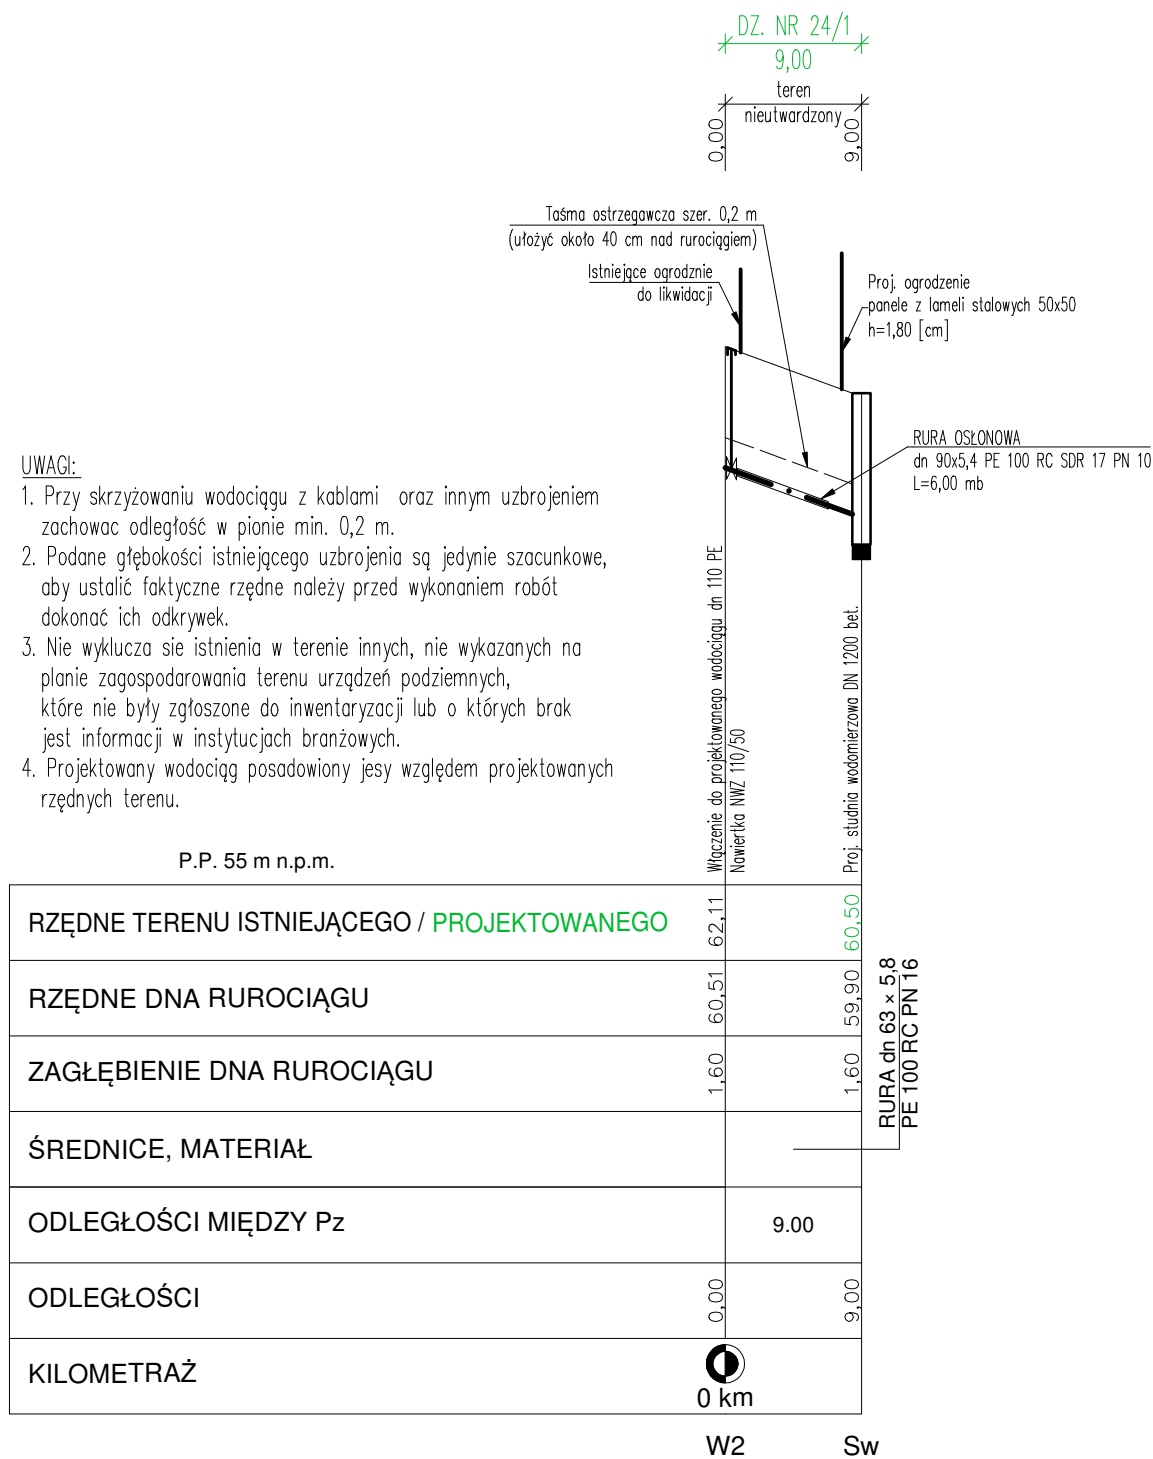 DZ. NR 24/1
9,00
teren
nieutwardzony
0,00
9,00
Taśma ostrzegawcza szer. 0,2 m
(ułożyć około 40 cm nad rurociągiem)
Istniejące ogrodznie
do likwidacji
Proj. ogrodzenie
panele z lameli stalowych 50x50
h=1,80 [cm]
RURA OSŁONOWA
dn 90x5,4 PE 100 RC SDR 17 PN 10
L=6,00 mb
UWAGI:
1. Przy skrzyżowaniu wodociągu z kablami oraz innym uzbrojeniem
zachowac odległość w pionie min. 0,2 m.
2. Podane głębokości istniejącego uzbrojenia są jedynie szacunkowe,
aby ustalić faktyczne rzędne należy przed wykonaniem robót
dokonać ich odkrywek.
3. Nie wyklucza sie istnienia w terenie innych, nie wykazanych na
planie zagospodarowania terenu urządzeń podziemnych,
które nie były zgłoszone do inwentaryzacji lub o których brak
jest informacji w instytucjach branżowych.
4. Projektowany wodociąg posadowiony jesy względem projektowanych
rzędnych terenu.
Włączenie do projektowanego wodociągu dn 110 PE
Nawiertka NWZ 110/50
Proj. studnia wodomierzowa DN 1200 bet.
P.P. 55 m n.p.m.
RZĘDNE TERENU ISTNIEJĄCEGO / PROJEKTOWANEGO
62,11
60,50
RZĘDNE DNA RUROCIĄGU
60,51
59,90
ZAGŁĘBIENIE DNA RUROCIĄGU
1,60
1,60
RURA dn 63 × 5,8
PE 100 RC PN 16
ŚREDNICE, MATERIAŁ
ODLEGŁOŚCI MIĘDZY Pz
9.00
ODLEGŁOŚCI
0,00
9,00
KILOMETRAŻ
0 km
W2
Sw